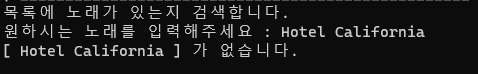 목록에 노래가 있는지 검색합니다.
원하시는 노래를 입력해주세요 : Hotel California
[ Hotel California ] 가 없습니다.